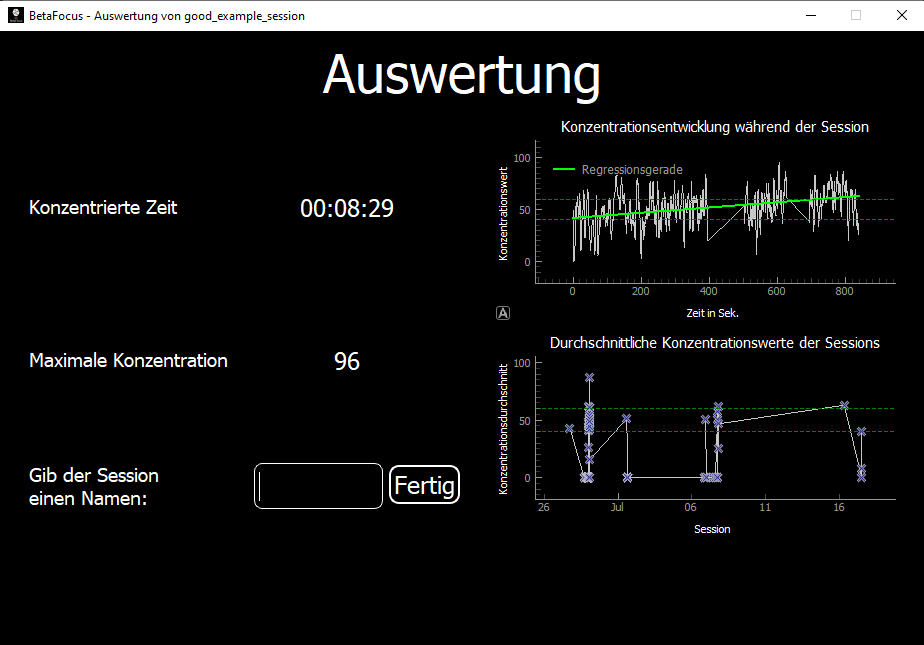 BetaFocus - Auswertung von good_example_session
Auswertung
Konzentrierte Zeit
00:08:29
Maximale Konzentration
96
Gib der Session
einen Namen:
Fertig
Konzentrationsentwicklung während der Session
Konzentrationswert
100
50
0
Regressionsgerade
0 200 400 600 800
Zeit in Sek.
A
Durchschnittliche Konzentrationswerte der Sessions
Konzentrationsdurchschnitt
100
50
0
26 Jul 06 11 16
Session